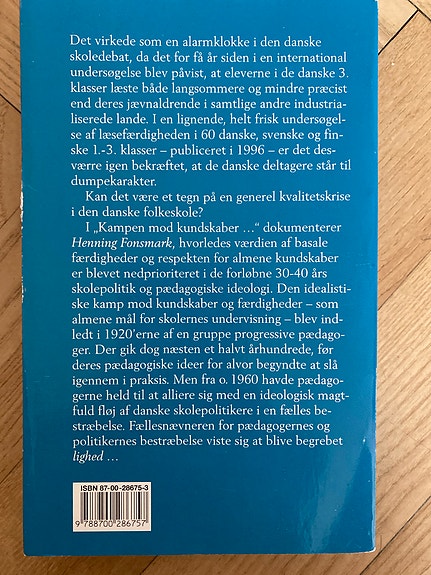 Det virkede som en alarmklokke i den danske
skoledebat, da det for få år siden i en international
undersøgelse blev påvist, at eleverne i de danske 3.
klasser læste både langsommere og mindre præcist
end deres jævnaldrende i samtlige andre industria-
liserede lande. I en lignende, helt frisk undersøgel-
se af læsefærdigheden i 60 danske, svenske og fin-
ske 1.-3. klasser – publiceret i 1996 – er det des-
værre igen bekræftet, at de danske deltagere står til
dumpekarakter.
Kan det være et tegn på en generel kvalitetskrise
i den danske folkeskole?
I „Kampen mod kundskaber ...“ dokumenterer
Henning Fonsmark, hvorledes værdien af basale
færdigheder og respekten for almene kundskaber
er blevet nedprioriteret i de forløbne 30-40 års
skolepolitik og pædagogiske ideologi. Den idealisti-
ske kamp mod kundskaber og færdigheder – som
almene mål for skolernes undervisning – blev ind-
ledt i 1920'erne af en gruppe progressive pædago-
ger. Der gik dog næsten et halvt århundrede, før
deres pædagogiske ideer for alvor begyndte at slå
igennem i praksis. Men fra o. 1960 havde pædago-
gerne held til at alliere sig med en ideologisk magt-
fuld fløj af danske skolepolitikere i en fælles be-
stræbelse. Fællesnævneren for pædagogernes og
politikernes bestræbelse viste sig at blive begrebet
lighed ...
ISBN 87-00-28675-3
9 788700 286757